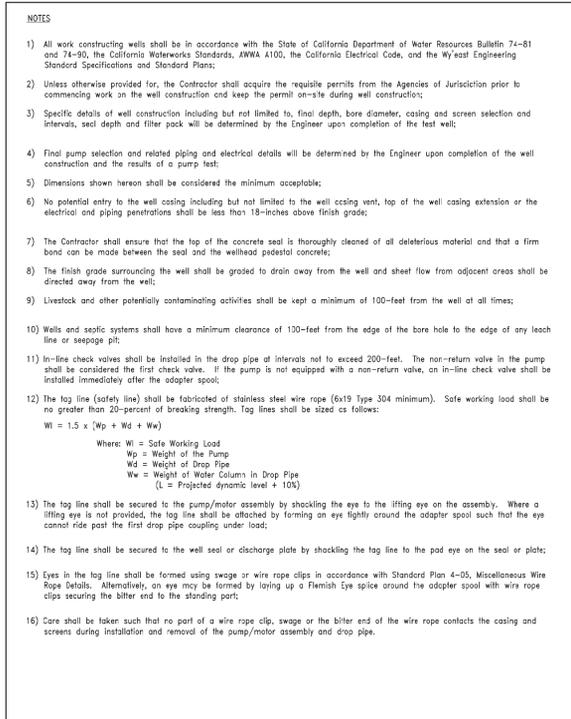 NOTES
1) All work constructing wells shall be in accordance with the State of California Department of Water Resources Bulletin 74-81
and 74-90, the California Waterworks Standards, AWWA A100, the California Electrical Code, and the Wy'east Engineering
Standard Specifications and Standard Plans;
2) Unless otherwise provided for, the Contractor shall acquire the requisite permits from the Agencies of Jurisdiction prior to
commencing work on the well construction and keep the permit on-site during well construction;
3) Specific details of well construction including but not limited to, final depth, bore diameter, casing and screen selection and
intervals, seal depth and filter pack will be determined by the Engineer upon completion of the test well;
4) Final pump selection and related piping and electrical details will be determined by the Engineer upon completion of the well
construction and the results of a pump test;
5) Dimensions shown hereon shall be considered the minimum acceptable;
6) No potential entry to the well casing including but not limited to the well casing vent, top of the well casing extension or the
electrical and piping penetrations shall be less than 18-inches above finish grade;
7) The Contractor shall ensure that the top of the concrete seal is thoroughly cleaned of all deleterious material and that a firm
bond can be made between the seal and the wellhead pedestal concrete;
8) The finish grade surrounding the well shall be graded to drain away from the well and sheet flow from adjacent areas shall be
directed away from the well;
9) Livestock and other potentially contaminating activities shall be kept a minimum of 100-feet from the well at all times;
10) Wells and septic systems shall have a minimum clearance of 100-feet from the edge of the bore hole to the edge of any leach
line or seepage pit;
11) In-line check valves shall be installed in the drop pipe at intervals not to exceed 200-feet. The non-return valve in the pump
shall be considered the first check valve. If the pump is not equipped with a non-return valve, an in-line check valve shall be
installed immediately after the adapter spool;
12) The tag line (safety line) shall be fabricated of stainless steel wire rope (6x19 Type 304 minimum). Safe working load shall be
no greater than 20-percent of breaking strength. Tag lines shall be sized as follows:
Wl = 1.5 x (Wp + Wd + Ww)
Where: Wl = Safe Working Load
Wp = Weight of the Pump
Wd = Weight of Drop Pipe
Ww = Weight of Water Column in Drop Pipe
(L = Projected dynamic level + 10%)
13) The tag line shall be secured to the pump/motor assembly by shackling the eye to the lifting eye on the assembly. Where a
lifting eye is not provided, the tag line shall be attached by forming an eye tightly around the adapter spool such that the eye
cannot ride past the first drop pipe coupling under load;
14) The tag line shall be secured to the well seal or discharge plate by shackling the tag line to the pad eye on the seal or plate;
15) Eyes in the tag line shall be formed using swage or wire rope clips in accordance with Standard Plan 4-05, Miscellaneous Wire
Rope Details. Alternatively, an eye may be formed by laying up a Flemish Eye splice around the adapter spool with wire rope
clips securing the bitter end to the standing part;
16) Care shall be taken such that no part of a wire rope clip, swage or the bitter end of the wire rope contacts the casing and
screens during installation and removal of the pump/motor assembly and drop pipe.